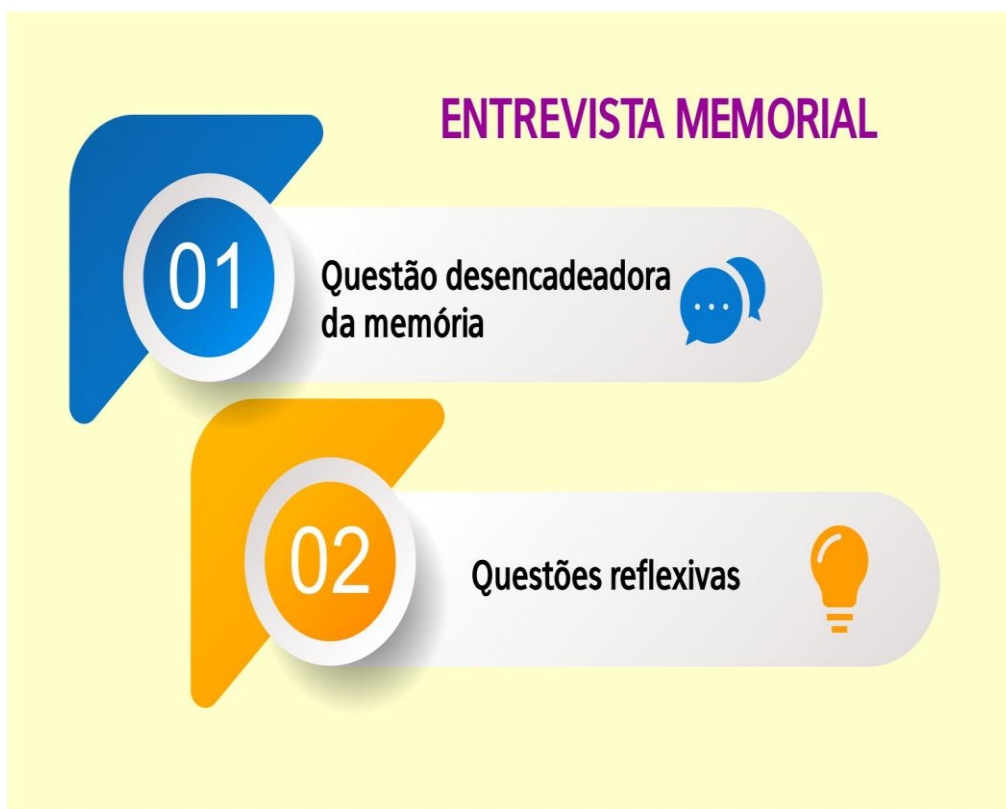 ENTREVISTA MEMORIAL
01
Questão desencadeadora
da memória
02
Questões reflexivas